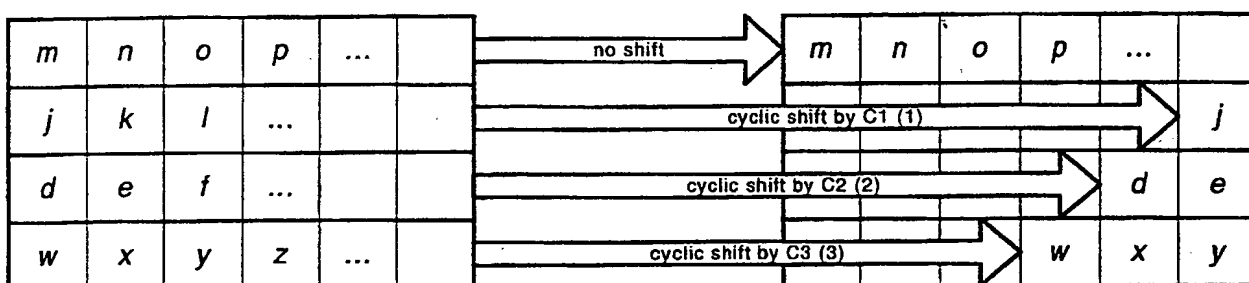 m n o p ... no shift m n o p ...
j k l ... cyclic shift by C1 (1) j
d e f ... cyclic shift by C2 (2) d e
w x y z ... cyclic shift by C3 (3) w x y